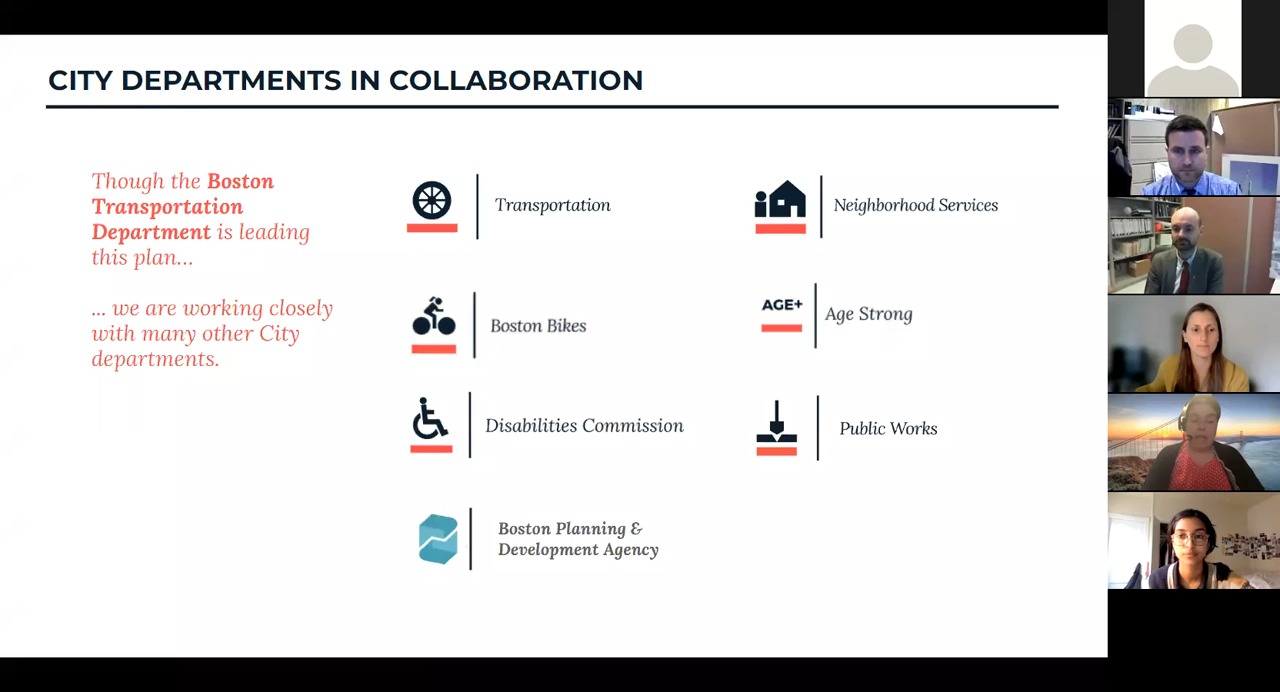 CITY DEPARTMENTS IN COLLABORATION
Though the Boston
Transportation
Department is leading
this plan...
... we are working closely
with many other City
departments.
Transportation
Neighborhood Services
Boston Bikes
AGE+
Age Strong
Disabilities Commission
Public Works
Boston Planning &
Development Agency